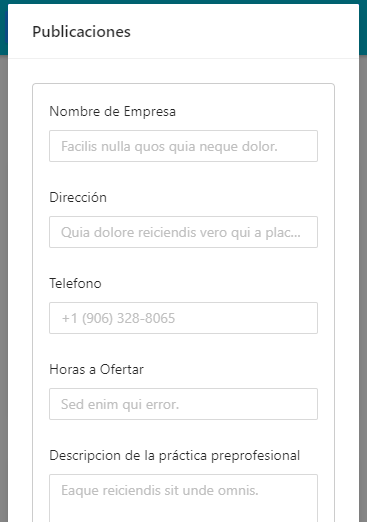 Publicaciones
Nombre de Empresa
Facilis nulla quos quia neque dolor.
Dirección
Quia dolore reiciendis vero qui a plac...
Telefono
+1 (906) 328-8065
Horas a Ofertar
Sed enim qui error.
Descripcion de la práctica preprofesional
Eaque reiciendis sit unde omnis.